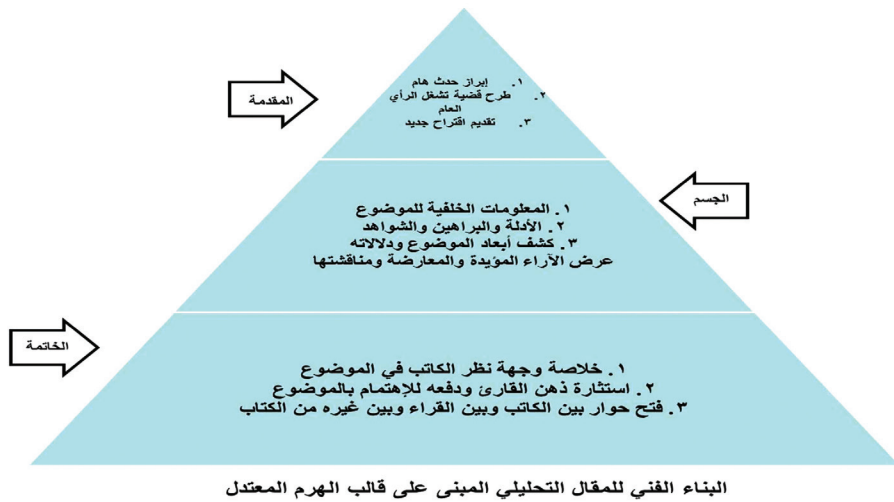 ١. إبراز حدث هام
٢. طرح قضية تشغل الرأي
العام
٣. تقديم اقتراح جديد
المقدمة
١. المعلومات الخلفية للموضوع
٢. الأدلة والبراهين والشواهد
٣. كشف أبعاد الموضوع ودلالاته
عرض الآراء المؤيدة والمعارضة ومناقشتها
الجسم
١. خلاصة وجهة نظر الكاتب في الموضوع
٢. استثارة ذهن القارئ ودفعه للإهتمام بالموضوع
٣. فتح حوار بين الكاتب وبين القراء وبين غيره من الكتاب
الخاتمة
البناء الفني للمقال التحليلي المبنى على قالب الهرم المعتدل